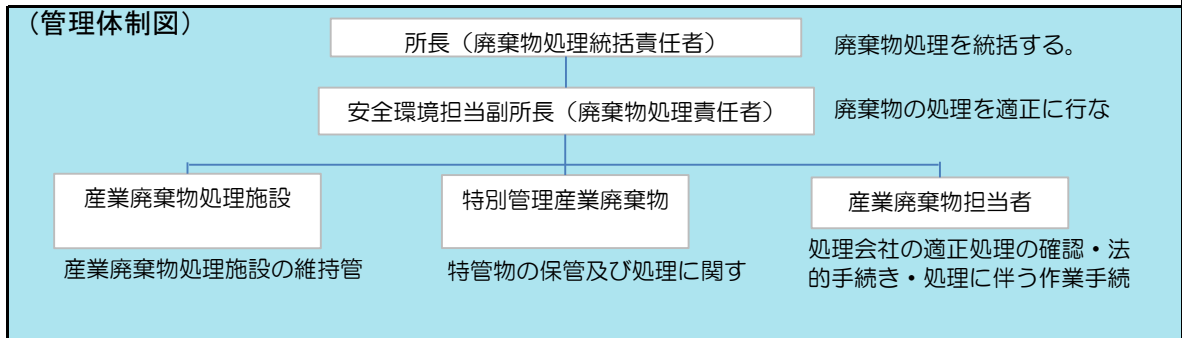 （管理体制図）
所長（廃棄物処理統括責任者）
廃棄物処理を統括する。
安全環境担当副所長（廃棄物処理責任者）
廃棄物の処理を適正に行な
産業廃棄物処理施設
特別管理産業廃棄物
産業廃棄物担当者
産業廃棄物処理施設の維持管
特管物の保管及び処理に関す
処理会社の適正処理の確認・法
的手続き・処理に伴う作業手続